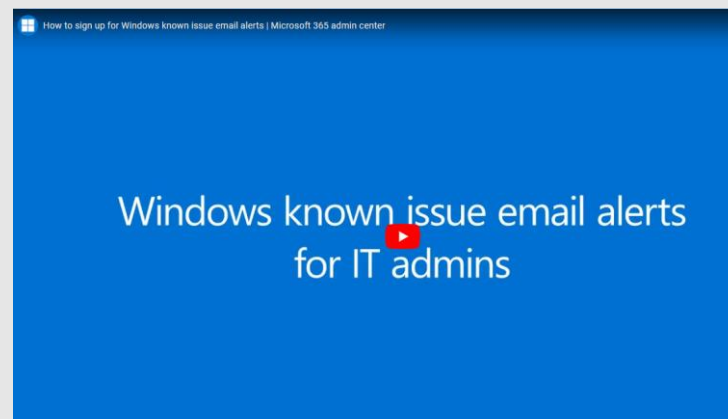 How to sign up for Windows known issue email alerts | Microsoft 365 admin center
Windows known issue email alerts
for IT admins